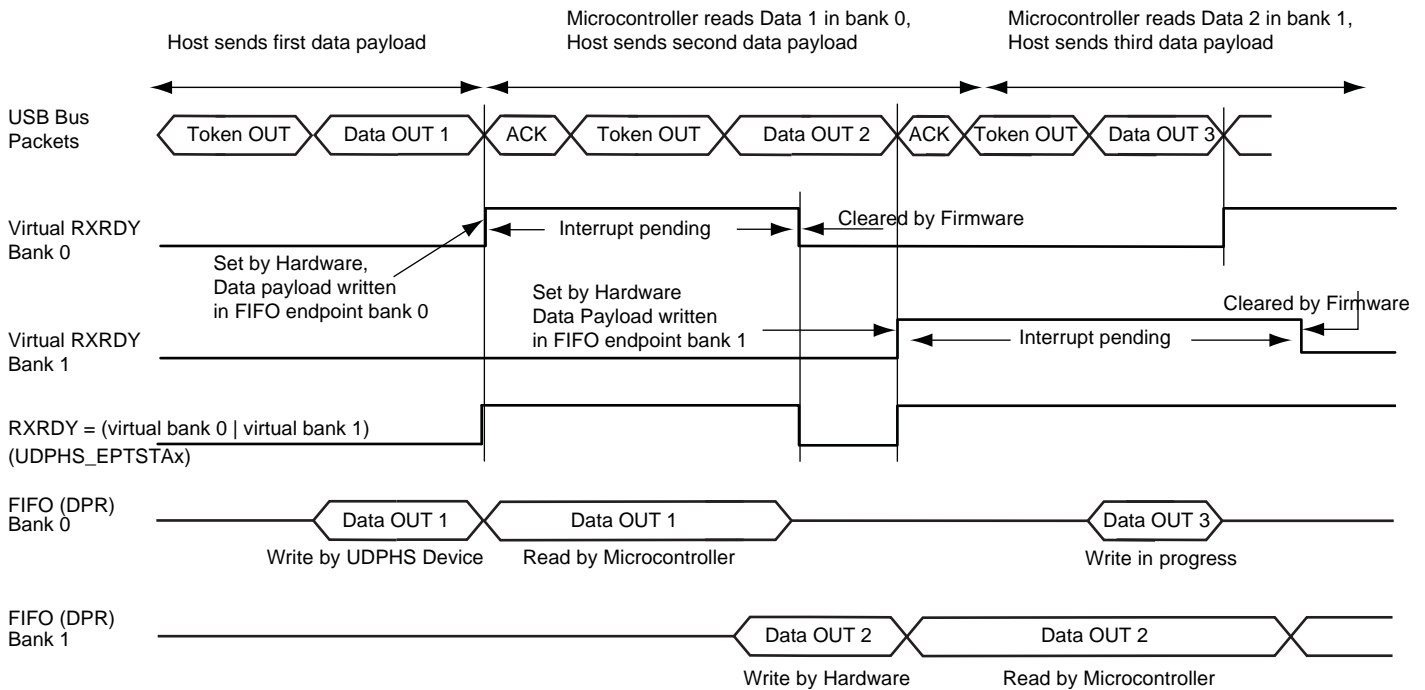 Host sends first data payload
Microcontroller reads Data 1 in bank 0,
Host sends second data payload
Microcontroller reads Data 2 in bank 1,
Host sends third data payload
USB Bus
Packets
Token OUT
Data OUT 1
ACK
Token OUT
Data OUT 2
ACK
Token OUT
Data OUT 3
Virtual RXRDY
Bank 0
Interrupt pending
Cleared by Firmware
Set by Hardware,
Data payload written
in FIFO endpoint bank 0
Set by Hardware
Data Payload written
in FIFO endpoint bank 1
Cleared by Firmware
Virtual RXRDY
Bank 1
Interrupt pending
RXRDY = (virtual bank 0 | virtual bank 1)
(UDPHS_EPTSTAx)
FIFO (DPR)
Bank 0
Data OUT 1
Data OUT 1
Data OUT 3
Write by UDPHS Device
Read by Microcontroller
Write in progress
FIFO (DPR)
Bank 1
Data OUT 2
Data OUT 2
Write by Hardware
Read by Microcontroller